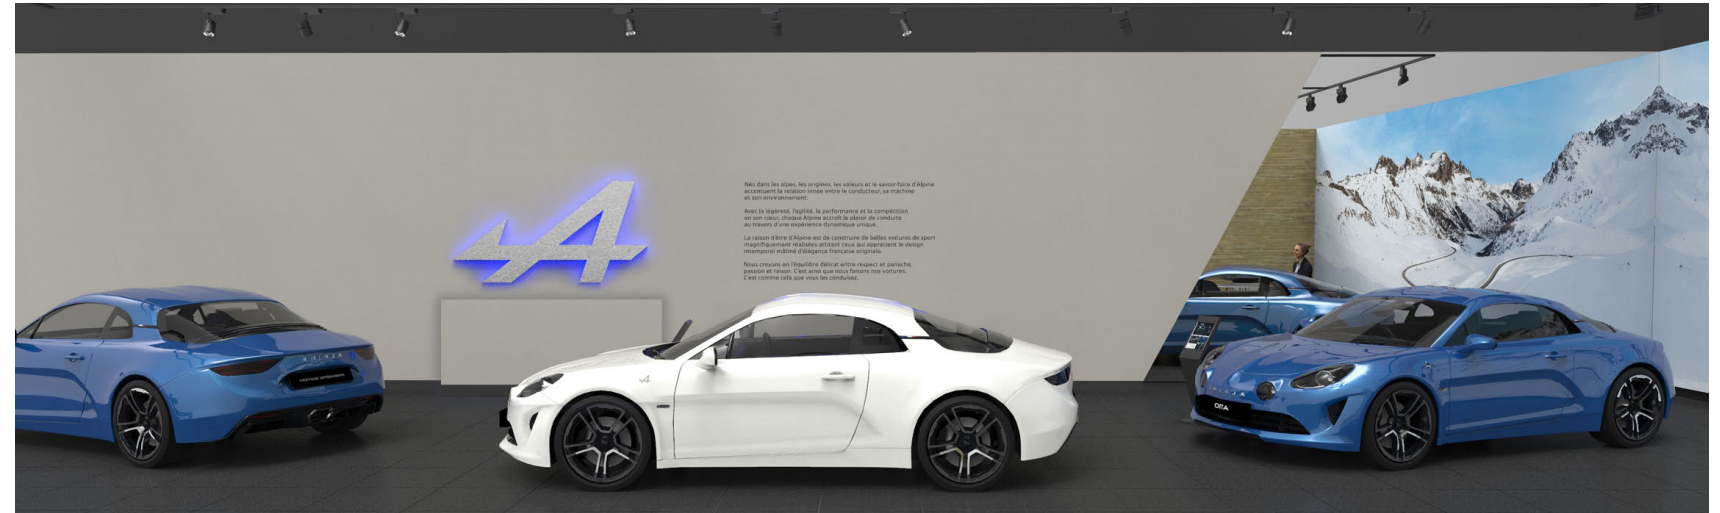 Nés dans les alpes, les origines, les valeurs et le savoir-faire d'Alpine
accentuent la relation innée entre le conducteur, sa machine
et son environnement.
Avec la légèreté, l'agilité, la performance et la compétition
en son cœur, chaque Alpine accroît le plaisir de conduite
au travers d'une expérience dynamique unique.
La raison d'être d'Alpine est de construire de belles voitures de sport
magnifiquement réalisées attirant ceux qui apprécient le design
intemporel mâtiné d'élégance française originale.
Nous croyons en l'équilibre délicat entre respect et panache,
passion et raison. C'est ainsi que nous faisons nos voitures.
C'est comme cela que vous les conduisez.